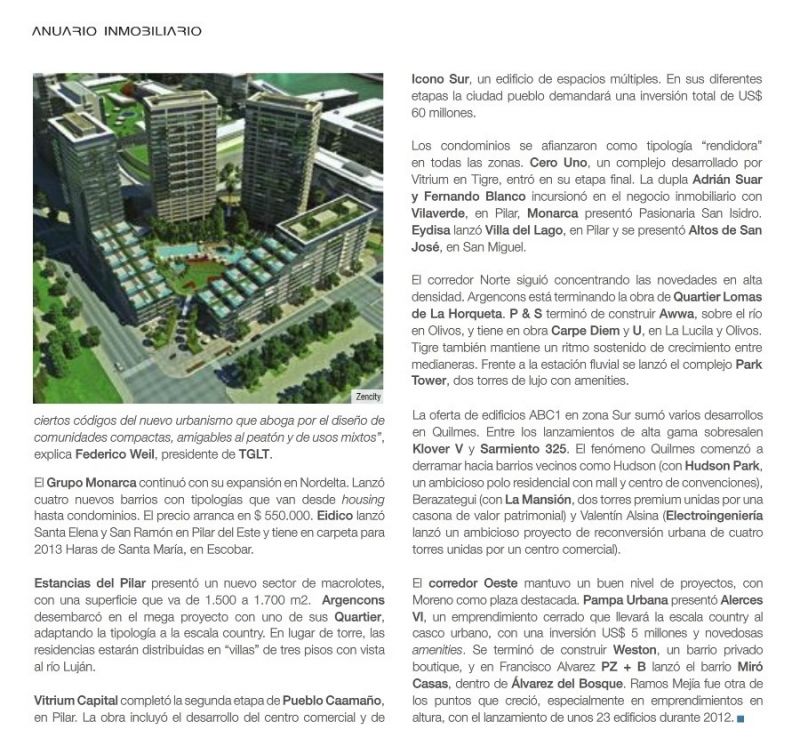 ANUARIO INMOBILIARIO
Zencity
ciertos códigos del nuevo urbanismo que aboga por el diseño de
comunidades compactas, amigables al peatón y de usos mixtos”,
explica Federico Weil, presidente de TGLT.
El Grupo Monarca continuó con su expansión en Nordelta. Lanzó
cuatro nuevos barrios con tipologías que van desde housing
hasta condominios. El precio arranca en $ 550.000. Eidico lanzó
Santa Elena y San Ramón en Pilar del Este y tiene en carpeta para
2013 Haras de Santa María, en Escobar.
Estancias del Pilar presentó un nuevo sector de macrolotes,
con una superficie que va de 1.500 a 1.700 m2. Argencons
desembarcó en el mega proyecto con uno de sus Quartier,
adaptando la tipología a la escala country. En lugar de torre, las
residencias estarán distribuidas en “villas” de tres pisos con vista
al río Luján.
Vitrium Capital completó la segunda etapa de Pueblo Caamaño,
en Pilar. La obra incluyó el desarrollo del centro comercial y de
Icono Sur, un edificio de espacios múltiples. En sus diferentes
etapas la ciudad pueblo demandará una inversión total de US$
60 millones.
Los condominios se afianzaron como tipología “rendidora”
en todas las zonas. Cero Uno, un complejo desarrollado por
Vitrium en Tigre, entró en su etapa final. La dupla Adrián Suar
y Fernando Blanco incursionó en el negocio inmobiliario con
Vilaverde, en Pilar, Monarca presentó Pasionaria San Isidro.
Eydisa lanzó Villa del Lago, en Pilar y se presentó Altos de San
José, en San Miguel.
El corredor Norte siguió concentrando las novedades en alta
densidad. Argencons está terminando la obra de Quartier Lomas
de La Horqueta. P & S terminó de construir Awwa, sobre el río
en Olivos, y tiene en obra Carpe Diem y U, en La Lucila y Olivos.
Tigre también mantiene un ritmo sostenido de crecimiento entre
medianeras. Frente a la estación fluvial se lanzó el complejo Park
Tower, dos torres de lujo con amenities.
La oferta de edificios ABC1 en zona Sur sumó varios desarrollos
en Quilmes. Entre los lanzamientos de alta gama sobresalen
Klover V y Sarmiento 325. El fenómeno Quilmes comenzó a
derramar hacia barrios vecinos como Hudson (con Hudson Park,
un ambicioso polo residencial con mall y centro de convenciones),
Berazategui (con La Mansión, dos torres premium unidas por una
casona de valor patrimonial) y Valentín Alsina (Electroingeniería
lanzó un ambicioso proyecto de reconversión urbana de cuatro
torres unidas por un centro comercial).
El corredor Oeste mantuvo un buen nivel de proyectos, con
Moreno como plaza destacada. Pampa Urbana presentó Alerces
VI, un emprendimiento cerrado que llevará la escala country al
casco urbano, con una inversión US$ 5 millones y novedosas
amenities. Se terminó de construir Weston, un barrio privado
boutique, y en Francisco Alvarez PZ + B lanzó el barrio Miró
Casas, dentro de Álvarez del Bosque. Ramos Mejía fue otra de
los puntos que creció, especialmente en emprendimientos en
altura, con el lanzamiento de unos 23 edificios durante 2012.